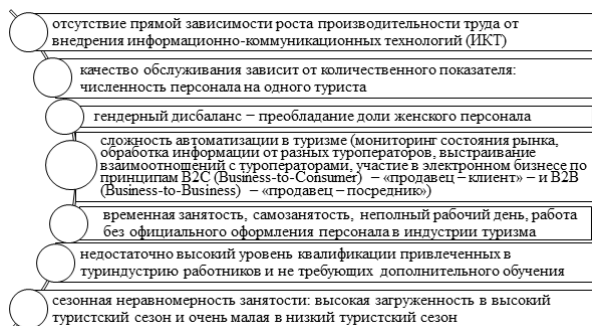 отсутствие прямой зависимости роста производительности труда от
внедрения информационно-коммуникационных технологий (ИКТ)
качество обслуживания зависит от количественного показателя:
численность персонала на одного туриста
гендерный дисбаланс – преобладание доли женского персонала
сложность автоматизации в туризме (мониторинг состояния рынка,
обработка информации от разных туроператоров, выстраивание
взаимоотношений с туроператорами, участие в электронном бизнесе по
принципам B2C (Business-to-Consumer) – «продавец – клиент» – и B2B
(Business-to-Business) – «продавец – посредник»)
временная занятость, самозанятость, неполный рабочий день, работа
без официального оформления персонала в индустрии туризма
недостаточно высокий уровень квалификации привлеченных в
туриндустрию работников и не требующих дополнительного обучения
сезонная неравномерность занятости: высокая загруженность в высокий
туристский сезон и очень малая в низкий туристский сезон